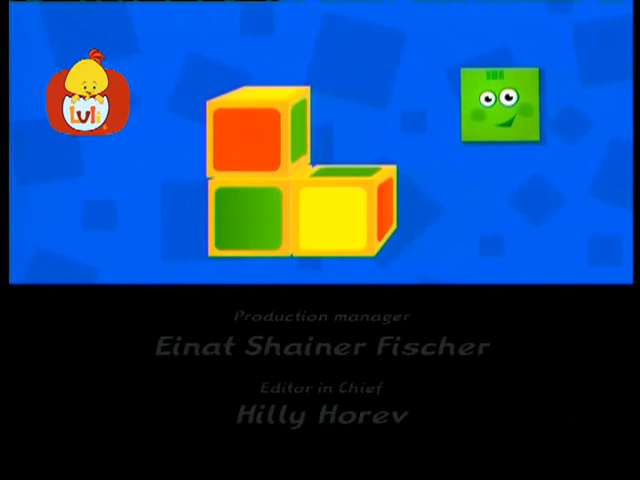 Luli
Production manager
Einat Shainer Fischer
Editor in Chief
Hilly Horev